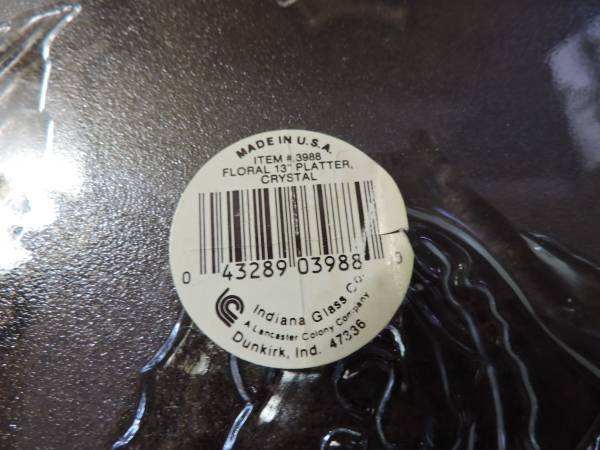 MADE IN U.S.A.
ITEM # 3988
FLORAL 13" PLATTER,
CRYSTAL
0 43289 03988
Indiana Glass Co.
A Lancaster Colony Company
Dunkirk, Ind. 47336